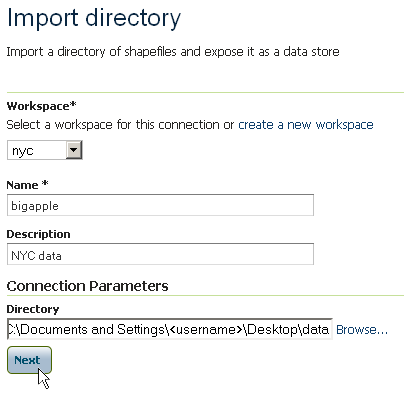 Import directory
Import a directory of shapefiles and expose it as a data store
Workspace*
Select a workspace for this connection or create a new workspace
nyc
Name *
bigapple
Description
NYC data
Connection Parameters
Directory
C:\Documents and Settings\<username>\Desktop\data Browse...
Next